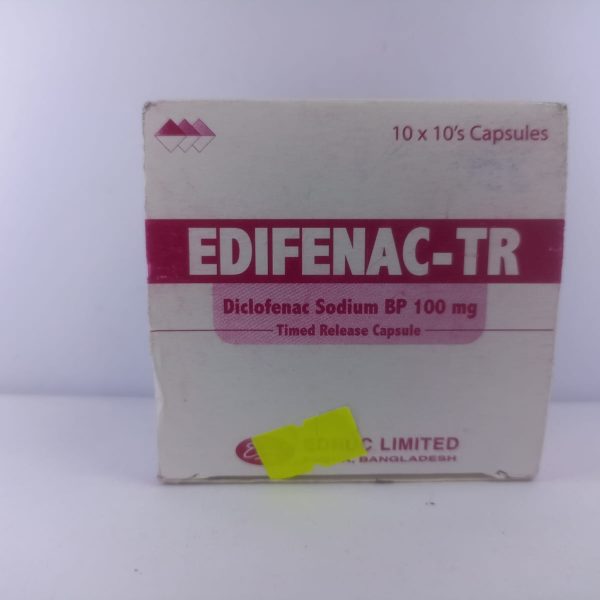 10 x 10's Capsules
EDIFENAC-TR
Diclofenac Sodium BP 100 mg
Timed Release Capsule
LIMITED
BANGLADESH